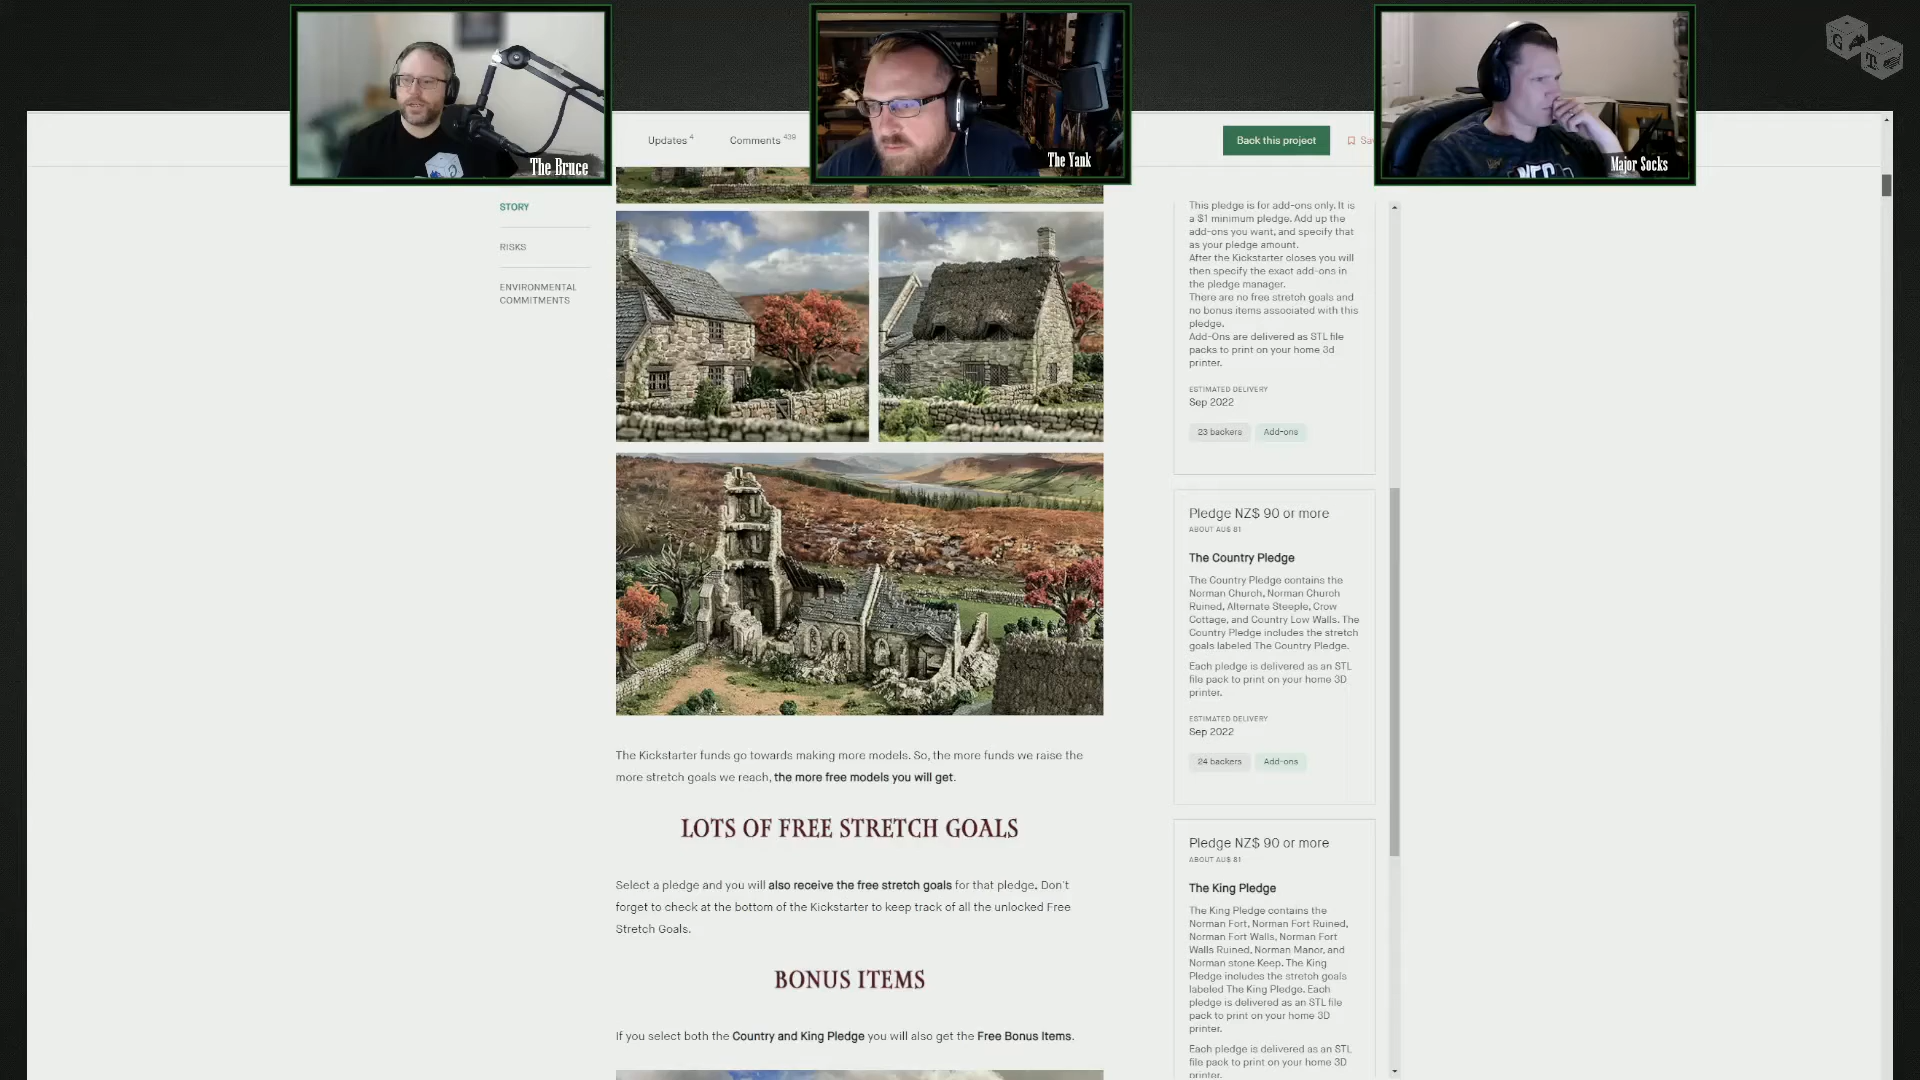 The Bruce
The Yank
Major Socks
G
T
Updates 4
Comments 439
Back this project
STORY
RISKS
ENVIRONMENTAL
COMMITMENTS
The Kickstarter funds go towards making more models. So, the more funds we raise the
more stretch goals we reach, the more free models you will get.
LOTS OF FREE STRETCH GOALS
Select a pledge and you will also receive the free stretch goals for that pledge. Don't
forget to check at the bottom of the Kickstarter to keep track of all the unlocked Free
Stretch Goals.
BONUS ITEMS
If you select both the Country and King Pledge you will also get the Free Bonus Items.
This pledge is for add-ons only. It is
a $1 minimum pledge. Add up the
add-ons you want, and specify that
as your pledge amount.
After the Kickstarter closes you will
then specify the exact add-ons in
the pledge manager.
There are no free stretch goals and
no bonus items associated with this
pledge.
Add-Ons are delivered as STL file
packs to print on your home 3d
printer.
ESTIMATED DELIVERY
Sep 2022
23 backers Add-ons
Pledge NZ$ 90 or more
ABOUT AU$ 81
The Country Pledge
The Country Pledge contains the
Norman Church, Norman Church
Ruined, Alternate Steeple, Crow
Cottage, and Country Low Walls. The
Country Pledge includes the stretch
goals labeled The Country Pledge.
Each pledge is delivered as an STL
file pack to print on your home 3D
printer.
ESTIMATED DELIVERY
Sep 2022
24 backers Add-ons
Pledge NZ$ 90 or more
ABOUT AU$ 81
The King Pledge
The King Pledge contains the
Norman Fort, Norman Fort Ruined,
Norman Fort Walls, Norman Fort
Walls Ruined, Norman Manor, and
Norman stone Keep. The King
Pledge includes the stretch goals
labeled The King Pledge. Each
pledge is delivered as an STL file
pack to print on your home 3D
printer.
Each pledge is delivered as an STL
file pack to print on your home 3D
printer.